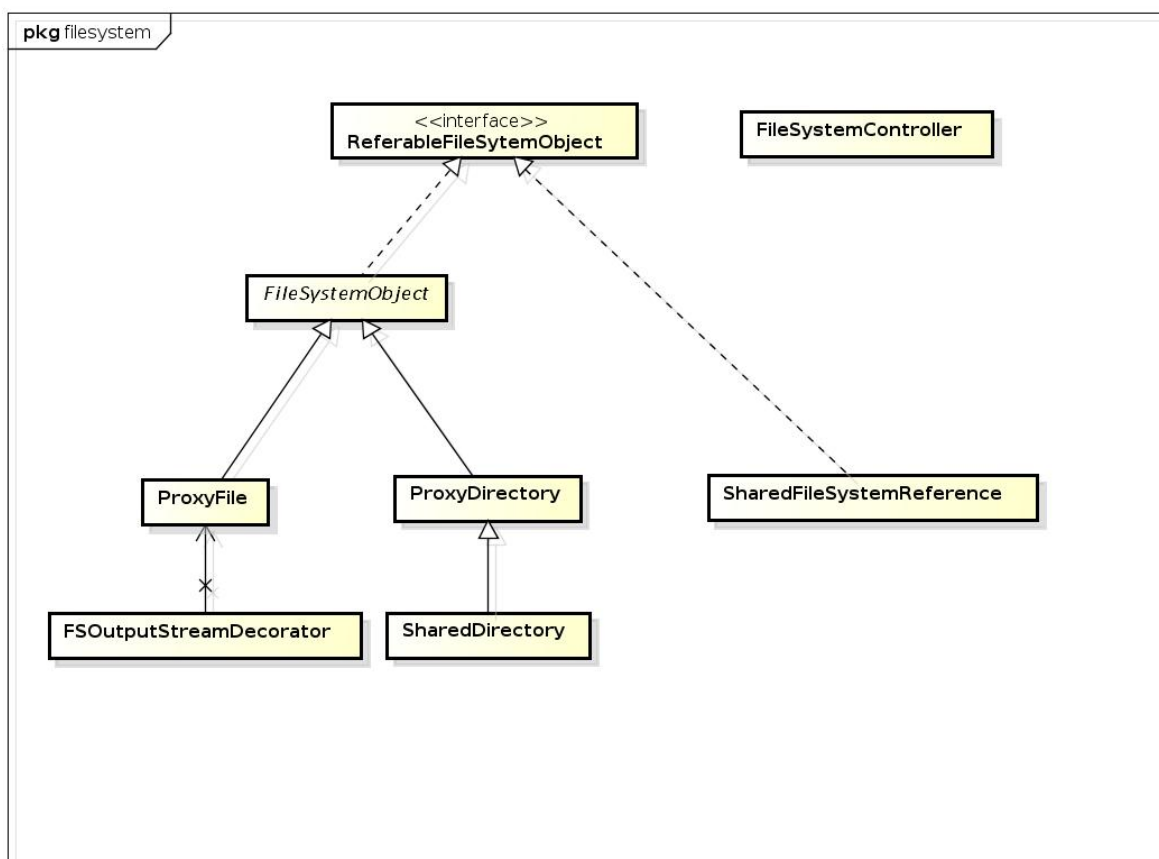 pkg filesystem
<<interface>>
ReferableFileSytemObject
FileSystemController
FileSystemObject
ProxyFile
ProxyDirectory
SharedFileSystemReference
FSOutputStreamDecorator
SharedDirectory